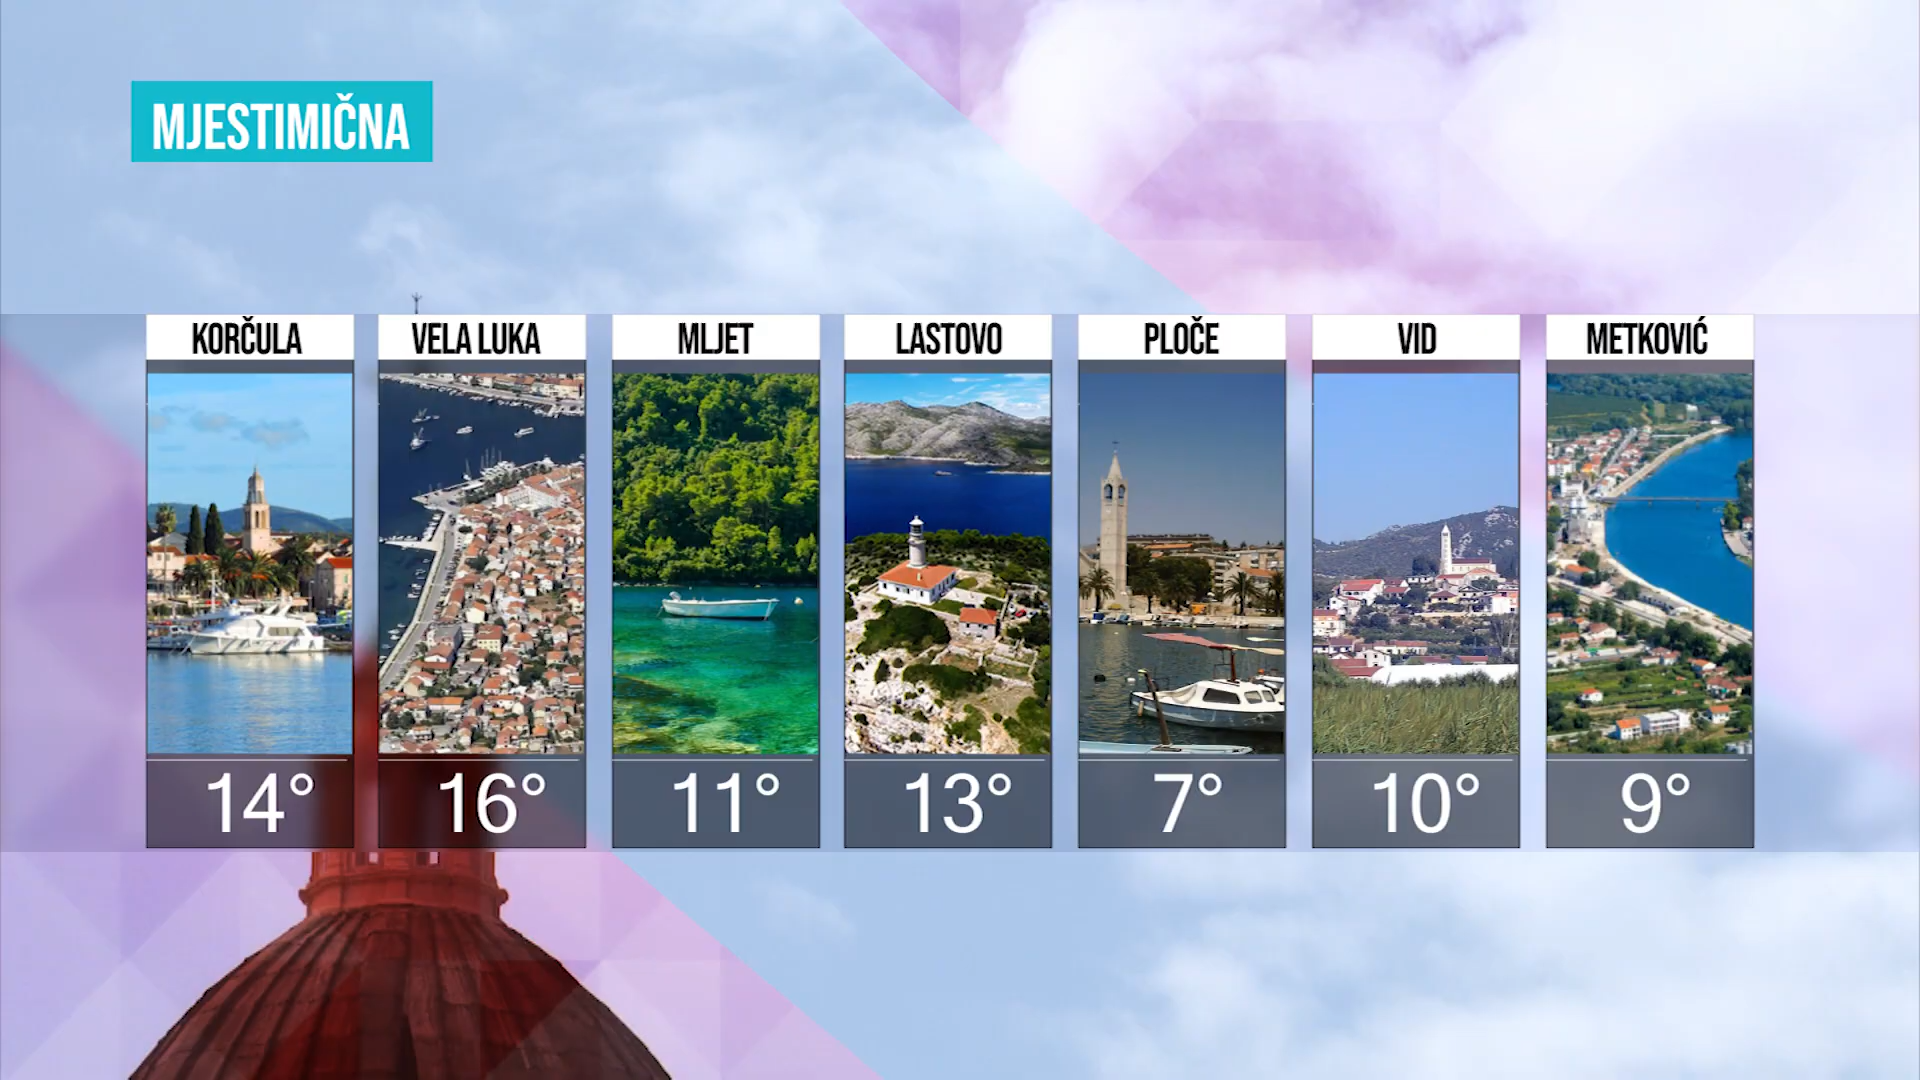 MJESTIMIČNA
KORČULA
VELA LUKA
MLJET
LASTOVO
PLOČE
VID
METKOVIĆ
14°
16°
11°
13°
7°
10°
9°